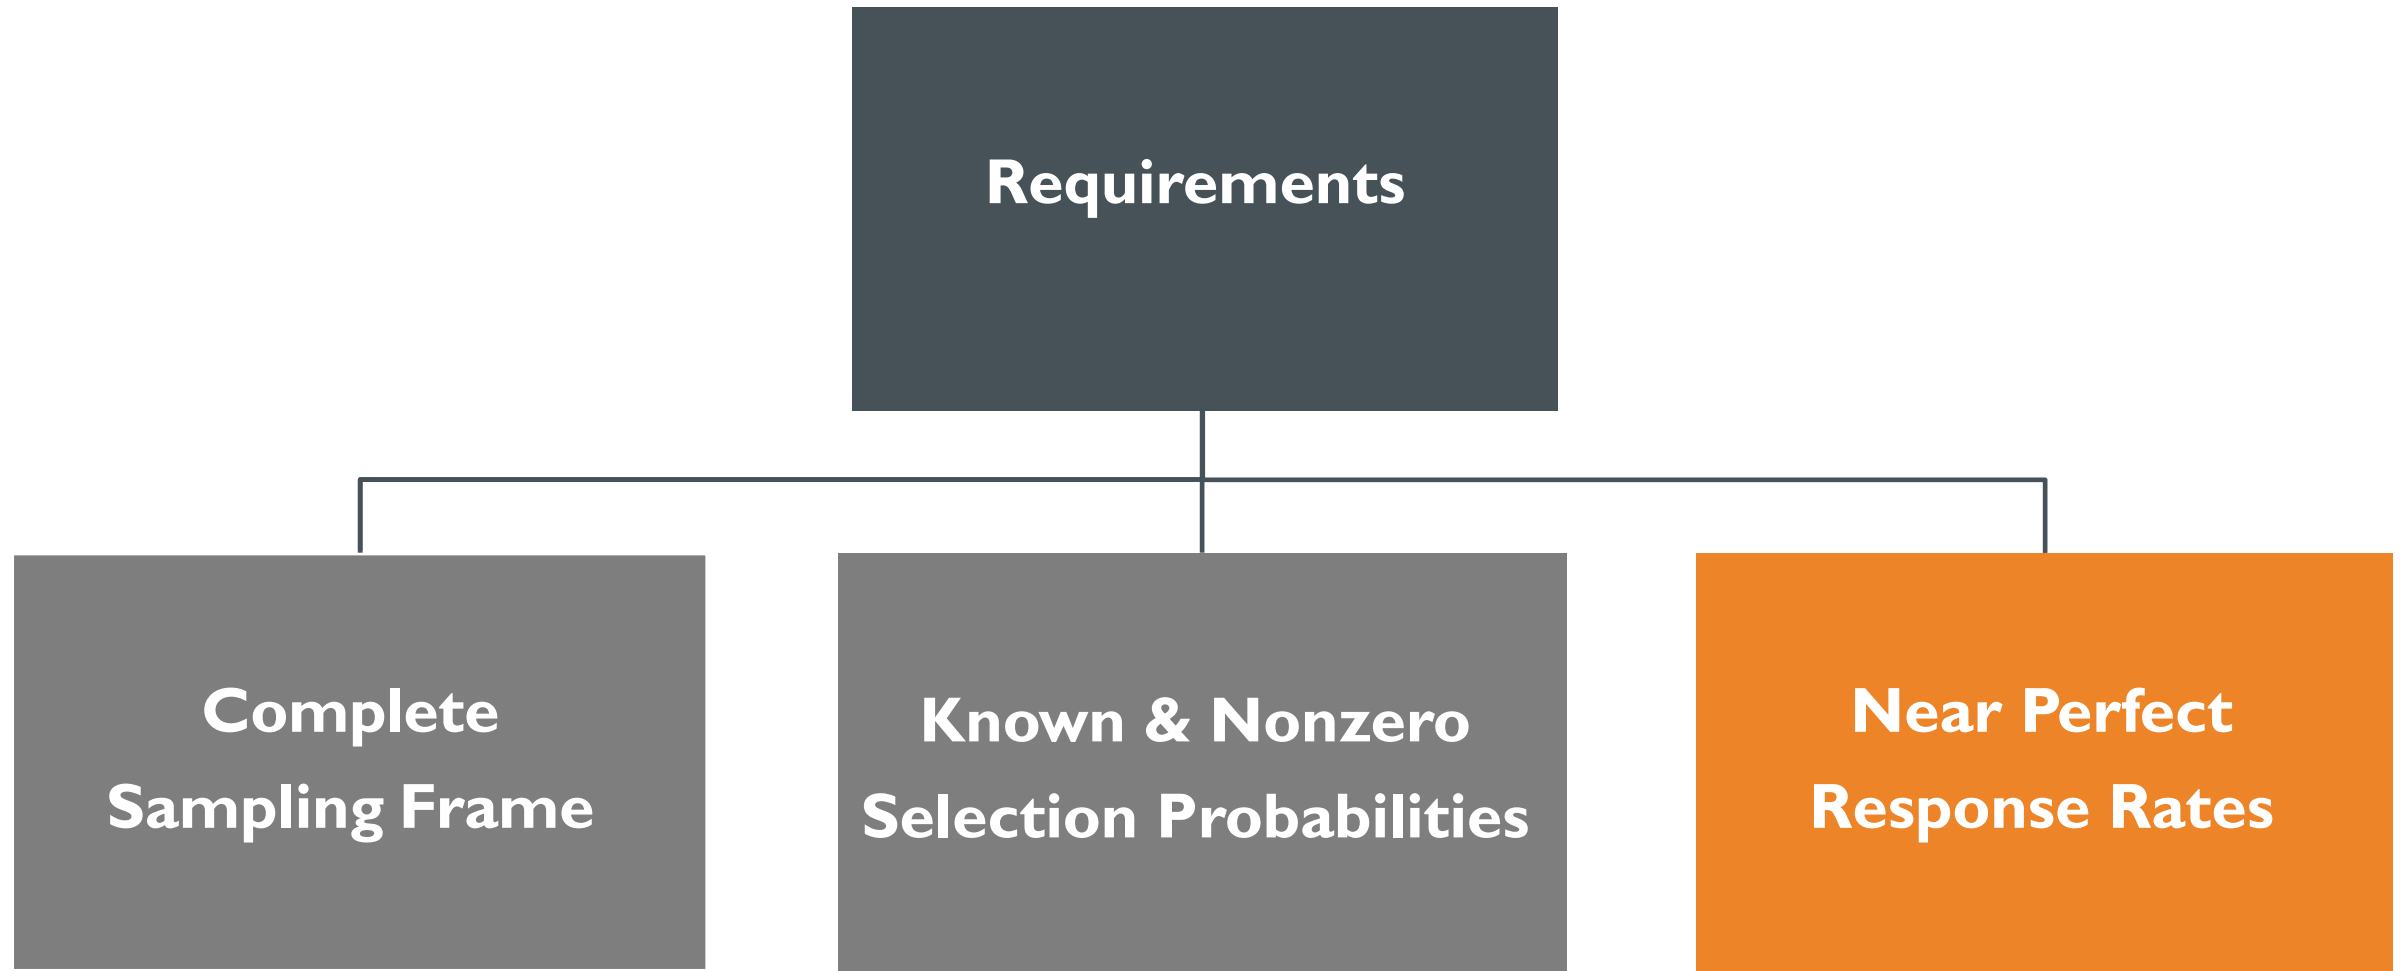 Requirements
Complete
Sampling Frame
Known & Nonzero
Selection Probabilities
Near Perfect
Response Rates